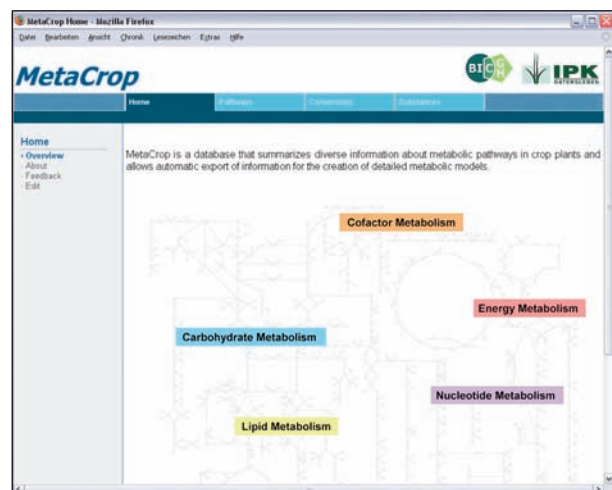 MetaCrop Home - Mozilla Firefox
Datei Bearbeiten Ansicht Chronik Lesezeichen Extras Hilfe
MetaCrop
BIC GH
IPK
GATERSLEBEN
Home Pathways Conversions Substances
Home
Overview
About
Feedback
Edit
MetaCrop is a database that summarizes diverse information about metabolic pathways in crop plants and
allows automatic export of information for the creation of detailed metabolic models.
Cofactor Metabolism
Energy Metabolism
Carbohydrate Metabolism
Nucleotide Metabolism
Lipid Metabolism